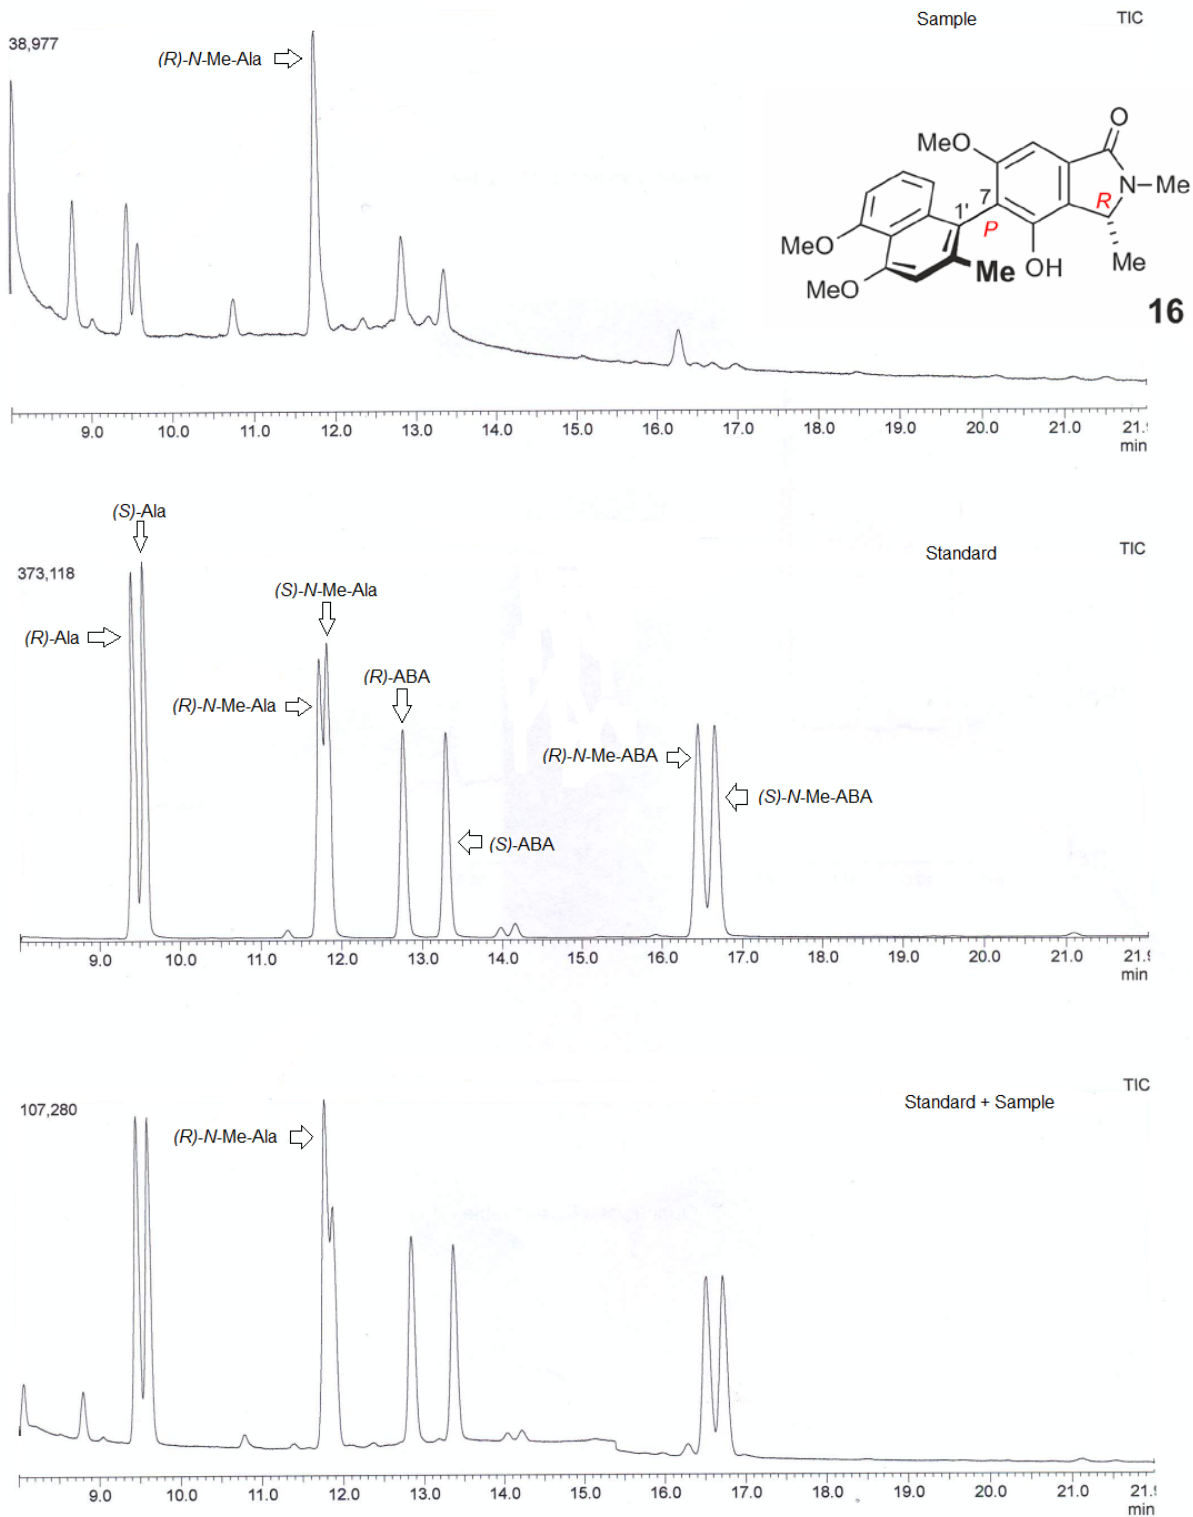 Sample
TIC
38,977
(R)-N-Me-Ala
O
MeO
N
Me
R
7
1'
P
MeO
Me
OH
Me
MeO
16
9.0 10.0 11.0 12.0 13.0 14.0 15.0 16.0 17.0 18.0 19.0 20.0 21.0
min
(S)-Ala
Standard
TIC
373,118
(S)-N-Me-Ala
(R)-Ala
(R)-ABA
(R)-N-Me-Ala
(R)-N-Me-ABA
(S)-N-Me-ABA
(S)-ABA
9.0 10.0 11.0 12.0 13.0 14.0 15.0 16.0 17.0 18.0 19.0 20.0 21.0
min
TIC
Standard + Sample
107,280
(R)-N-Me-Ala
9.0 10.0 11.0 12.0 13.0 14.0 15.0 16.0 17.0 18.0 19.0 20.0 21.0
min